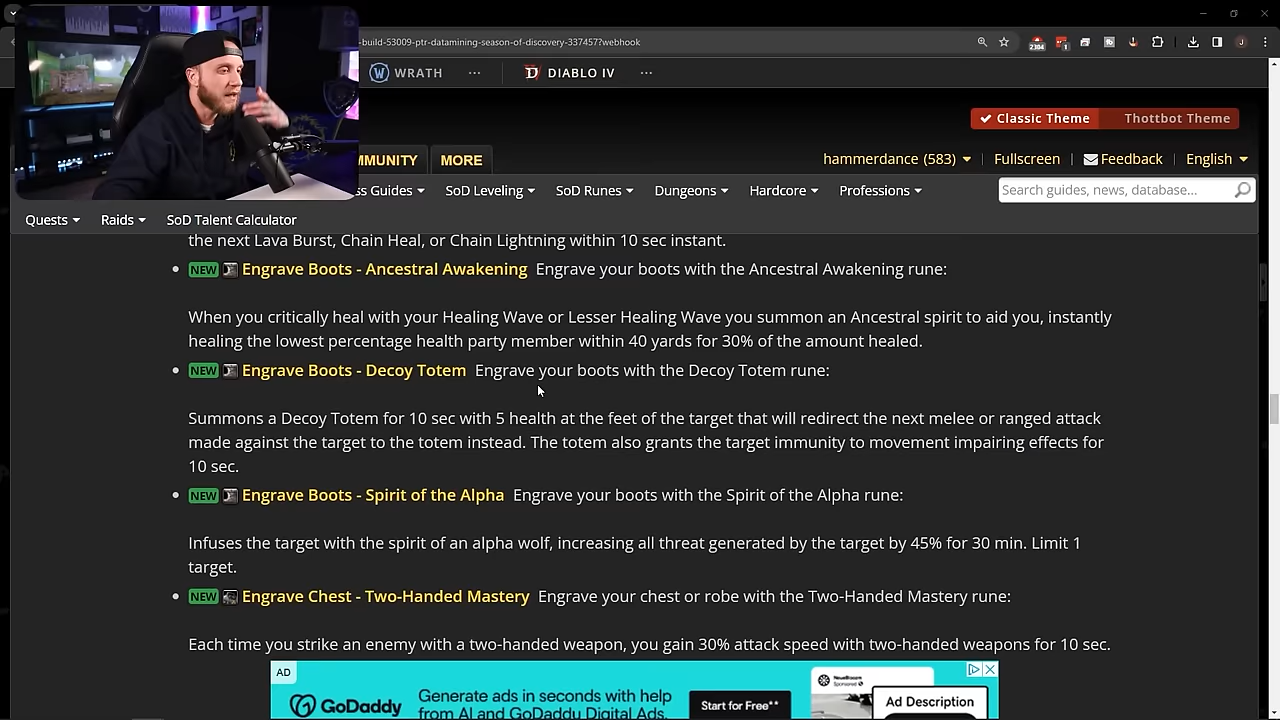 -build-53009-ptr-datamining-season-of-discovery-337457?webhook
2304
1
J
WRATH ··· DIABLO IV ···
Classic Theme Thottbot Theme
MMUNITY MORE hammerdance (583) Fullscreen Feedback English
ss Guides SoD Leveling SoD Runes Dungeons Hardcore Professions Search guides, news, database...
Quests Raids SoD Talent Calculator
the next Lava Burst, Chain Heal, or Chain Lightning within 10 sec instant.
NEW Engrave Boots - Ancestral Awakening Engrave your boots with the Ancestral Awakening rune:
When you critically heal with your Healing Wave or Lesser Healing Wave you summon an Ancestral spirit to aid you, instantly
healing the lowest percentage health party member within 40 yards for 30% of the amount healed.
NEW Engrave Boots - Decoy Totem Engrave your boots with the Decoy Totem rune:
Summons a Decoy Totem for 10 sec with 5 health at the feet of the target that will redirect the next melee or ranged attack
made against the target to the totem instead. The totem also grants the target immunity to movement impairing effects for
10 sec.
NEW Engrave Boots - Spirit of the Alpha Engrave your boots with the Spirit of the Alpha rune:
Infuses the target with the spirit of an alpha wolf, increasing all threat generated by the target by 45% for 30 min. Limit 1
target.
NEW Engrave Chest - Two-Handed Mastery Engrave your chest or robe with the Two-Handed Mastery rune:
Each time you strike an enemy with a two-handed weapon, you gain 30% attack speed with two-handed weapons for 10 sec.
AD
GoDaddy
Generate ads in seconds with help
from AI and GoDaddy Digital Ads.
Start for Free**
Sponsored
Ad Description